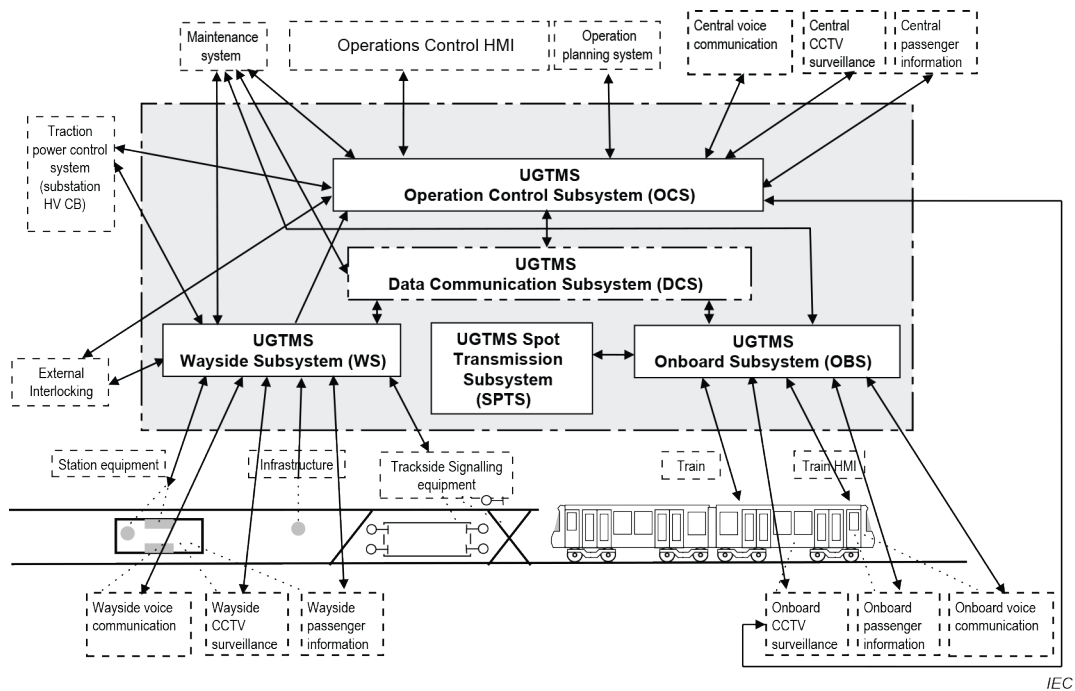 Maintenance
system
Operations Control HMI
Operation
planning system
Central voice
communication
Central
CCTV
surveillance
Central
passenger
information
Traction
power control
system
(substation
HV CB)
UGTMS
Operation Control Subsystem (OCS)
UGTMS
Data Communication Subsystem (DCS)
UGTMS
Wayside Subsystem (WS)
UGTMS Spot
Transmission
Subsystem
(SPTS)
UGTMS
Onboard Subsystem (OBS)
External
Interlocking
Station equipment
Infrastructure
Trackside Signalling
equipment
Train
Train HMI
Wayside voice
communication
Wayside
CCTV
surveillance
Wayside
passenger
information
Onboard
CCTV
surveillance
Onboard
passenger
information
Onboard voice
communication
IEC